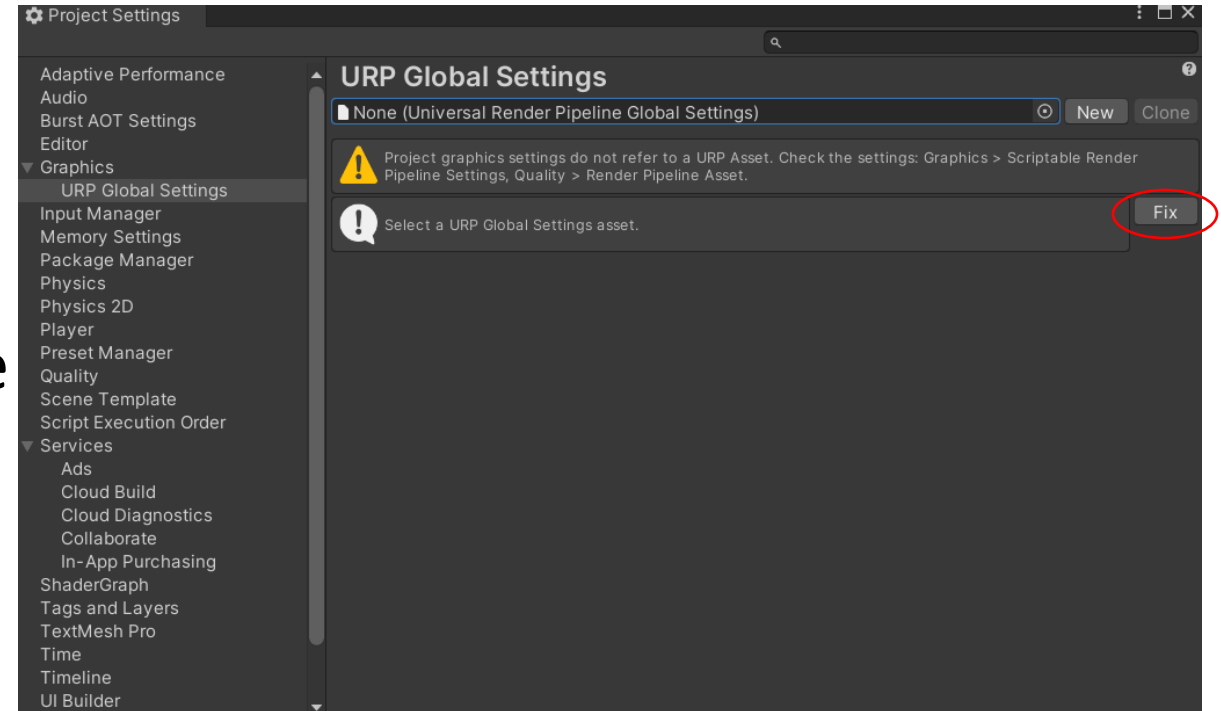 Project Settings
Adaptive Performance
Audio
Burst AOT Settings
Editor
Graphics
URP Global Settings
Input Manager
Memory Settings
Package Manager
Physics
Physics 2D
Player
Preset Manager
Quality
Scene Template
Script Execution Order
Services
Ads
Cloud Build
Cloud Diagnostics
Collaborate
In-App Purchasing
ShaderGraph
Tags and Layers
TextMesh Pro
Time
Timeline
UI Builder
e
URP Global Settings
None (Universal Render Pipeline Global Settings)
New
Clone
Project graphics settings do not refer to a URP Asset. Check the settings: Graphics > Scriptable Render
Pipeline Settings, Quality > Render Pipeline Asset.
Select a URP Global Settings asset.
Fix